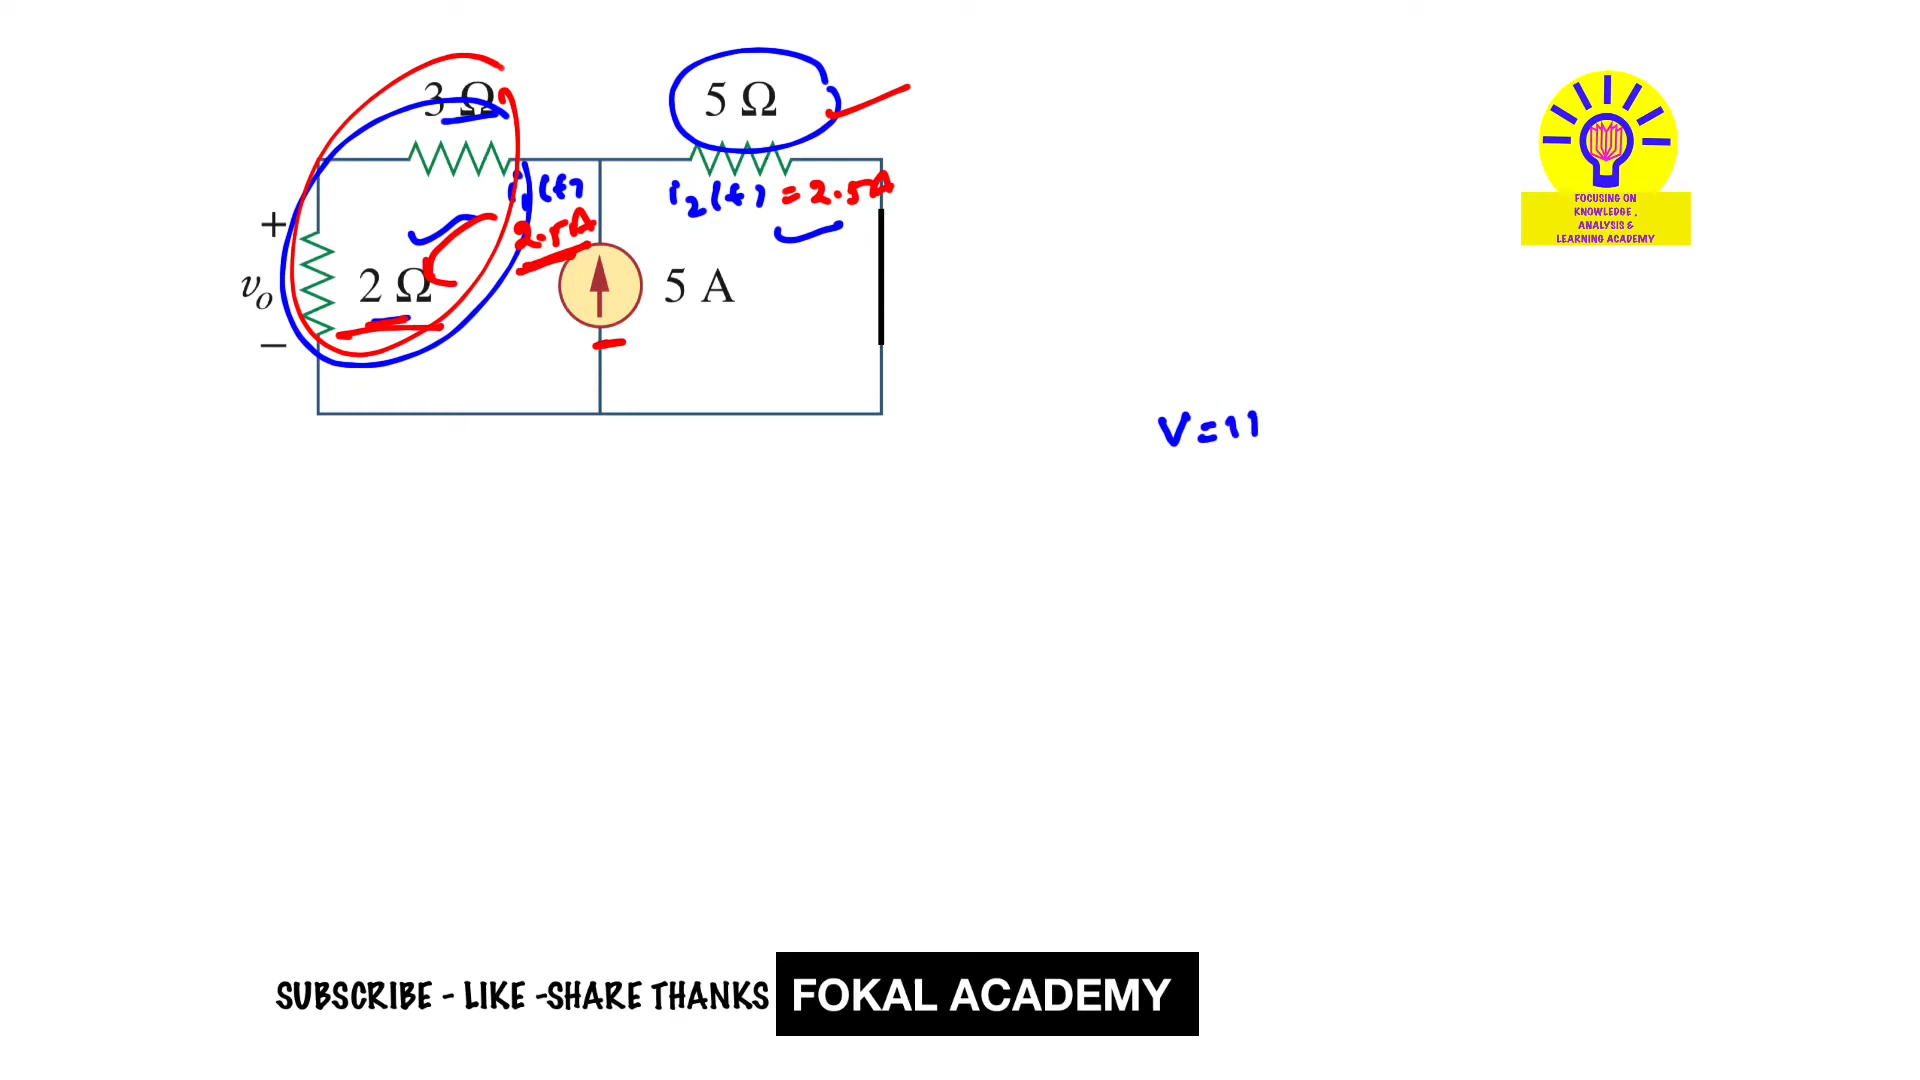 3 Ω
5 Ω
i1(t)
i2(t) = 2.5A
2.5A
+
vo
−
2 Ω
5 A
V = 11
FOCUSING ON
KNOWLEDGE ,
ANALYSIS &
LEARNING ACADEMY
SUBSCRIBE - LIKE -SHARE THANKS
FOKAL ACADEMY